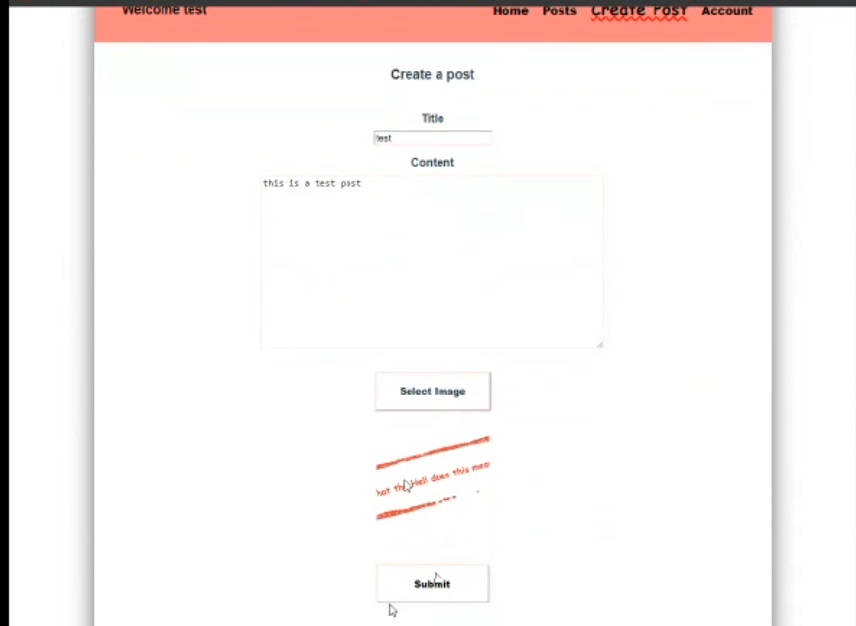 Welcome test
Home Posts Create Post Account
Create a post
Title
test
Content
this is a test post
Select Image
hat the Hell does this mea
Submit